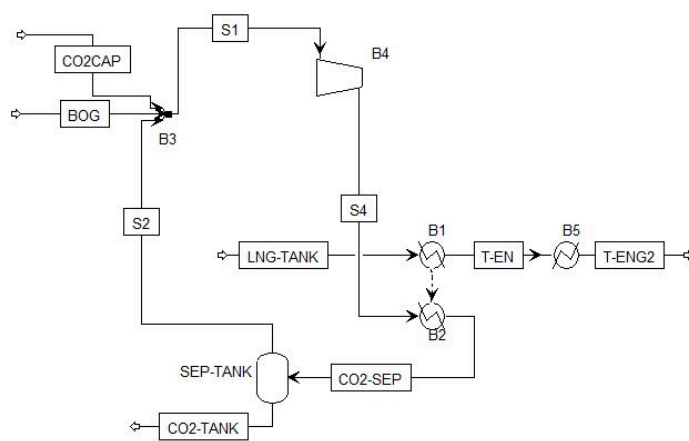 S1
B4
CO2CAP
BOG
B3
S2
S4
B1
B5
LNG-TANK
T-EN
T-ENG2
B2
SEP-TANK
CO2-SEP
CO2-TANK